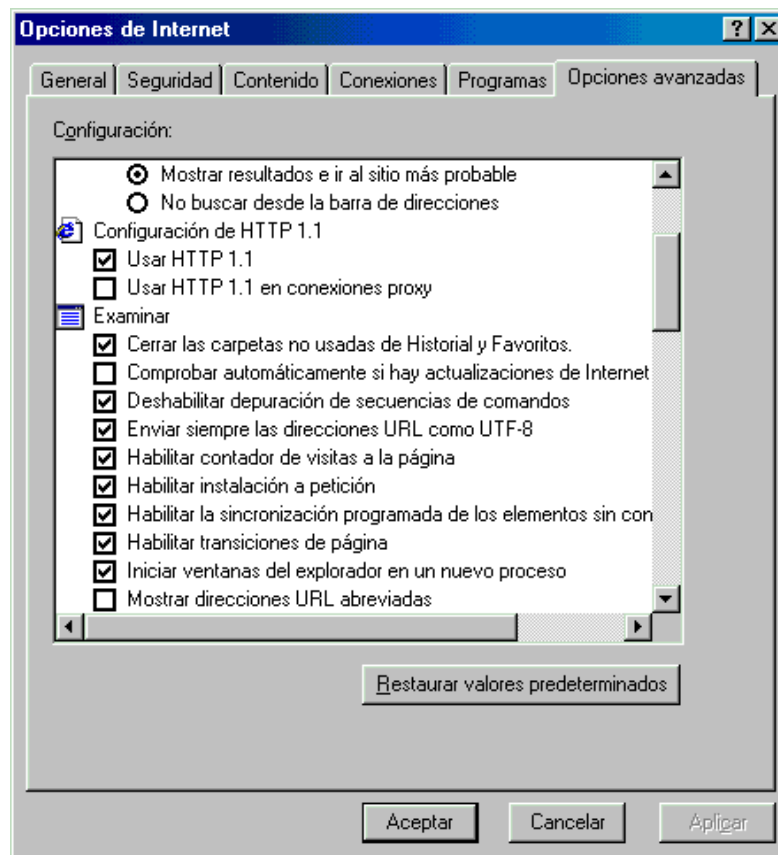 Opciones de Internet
General Seguridad Contenido Conexiones Programas Opciones avanzadas
Configuración:
Mostrar resultados e ir al sitio más probable
No buscar desde la barra de direcciones
Configuración de HTTP 1.1
Usar HTTP 1.1
Usar HTTP 1.1 en conexiones proxy
Examinar
Cerrar las carpetas no usadas de Historial y Favoritos.
Comprobar automáticamente si hay actualizaciones de Internet
Deshabilitar depuración de secuencias de comandos
Enviar siempre las direcciones URL como UTF-8
Habilitar contador de visitas a la página
Habilitar instalación a petición
Habilitar la sincronización programada de los elementos sin con
Habilitar transiciones de página
Iniciar ventanas del explorador en un nuevo proceso
Mostrar direcciones URL abreviadas
Restaurar valores predeterminados
Aceptar Cancelar Aplicar